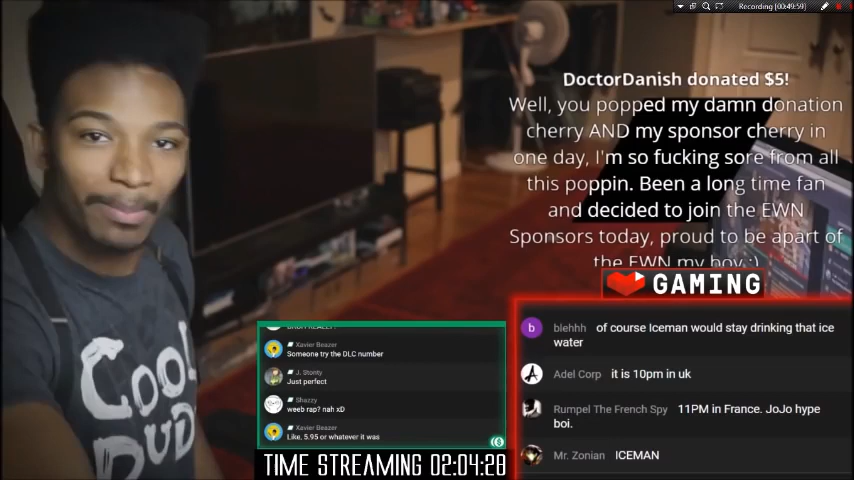 Recording [00:49:59]
DoctorDanish donated $5!
Well, you popped my damn donation
cherry AND my sponsor cherry in
one day, I'm so fucking sore from all
this poppin. Been a long time fan
and decided to join the EWN
Sponsors today, proud to be apart of
the EWN my boy :)
GAMING
b blehhh of course Iceman would stay drinking that ice
water
Adel Corp it is 10pm in uk
Rumpel The French Spy 11PM in France. JoJo hype
boi.
Mr. Zonian ICEMAN
Xavier Beazer
Someone try the DLC number
J. Stonty
Just perfect
Shazzy
weeb rap? nah xD
Xavier Beazer
Like, 5.95 or whatever it was
TIME STREAMING 02:04:28
COOL
DUDE